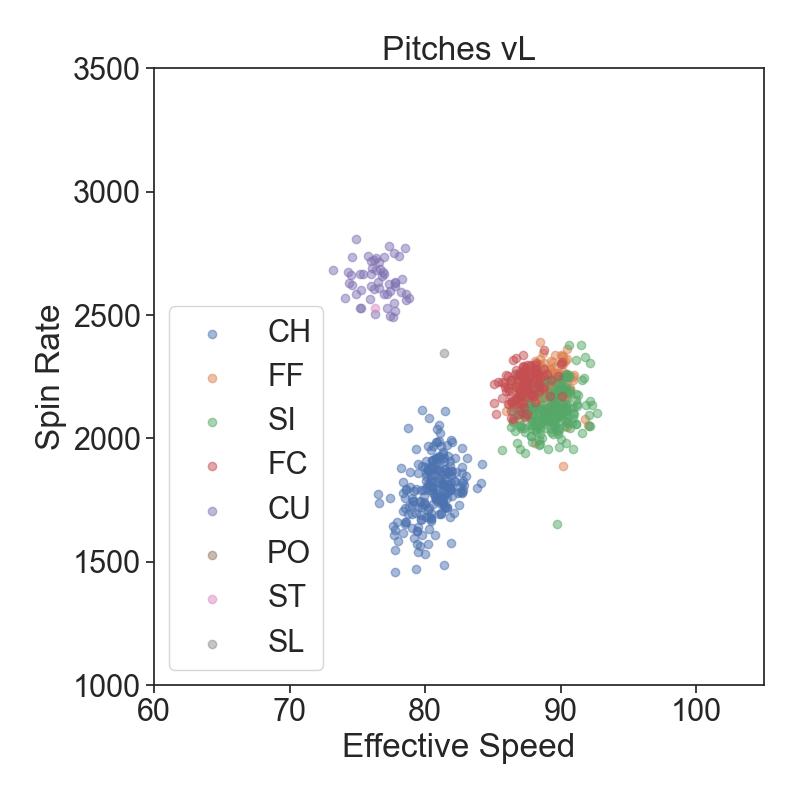 Pitches vL
3500
3000
2500
2000
1500
1000
Spin Rate
CH
FF
SI
FC
CU
PO
ST
SL
60 70 80 90 100
Effective Speed